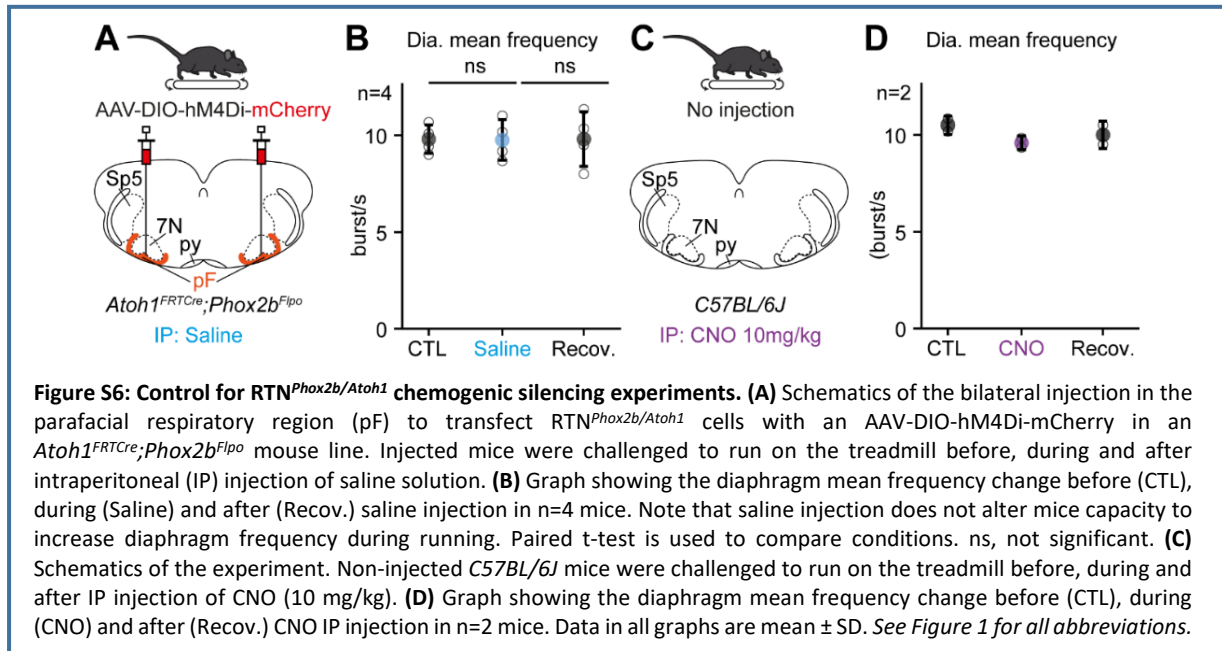 A
AAV-DIO-hM4Di-mCherry
Sp5
7N
py
pF
Atoh1FRTCre;Phox2bFlpo
IP: Saline
B
Dia. mean frequency
ns
ns
n=4
10
5
0
burst/s
CTL
Saline
Recov.
C
No injection
Sp5
7N
py
C57BL/6J
IP: CNO 10mg/kg
D
Dia. mean frequency
n=2
10
5
0
(burst/s
CTL
CNO
Recov.
Figure S6: Control for RTNPhox2b/Atoh1 chemogenic silencing experiments. (A) Schematics of the bilateral injection in the
parafacial respiratory region (pF) to transfect RTNPhox2b/Atoh1 cells with an AAV-DIO-hM4Di-mCherry in an
Atoh1FRTCre;Phox2bFlpo mouse line. Injected mice were challenged to run on the treadmill before, during and after
intraperitoneal (IP) injection of saline solution. (B) Graph showing the diaphragm mean frequency change before (CTL),
during (Saline) and after (Recov.) saline injection in n=4 mice. Note that saline injection does not alter mice capacity to
increase diaphragm frequency during running. Paired t-test is used to compare conditions. ns, not significant. (C)
Schematics of the experiment. Non-injected C57BL/6J mice were challenged to run on the treadmill before, during and
after IP injection of CNO (10 mg/kg). (D) Graph showing the diaphragm mean frequency change before (CTL), during
(CNO) and after (Recov.) CNO IP injection in n=2 mice. Data in all graphs are mean ± SD. See Figure 1 for all abbreviations.